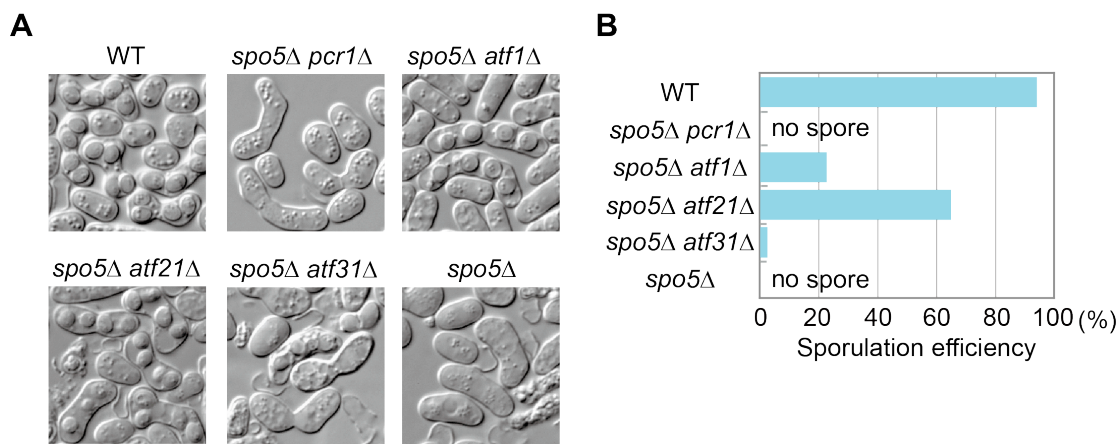 A
WT
spo5Δ pcr1Δ
spo5Δ atf1Δ
spo5Δ atf21Δ
spo5Δ atf31Δ
spo5Δ
B
WT
spo5Δ pcr1Δ
no spore
spo5Δ atf1Δ
spo5Δ atf21Δ
spo5Δ atf31Δ
spo5Δ
no spore
0 20 40 60 80 100 (%)
Sporulation efficiency